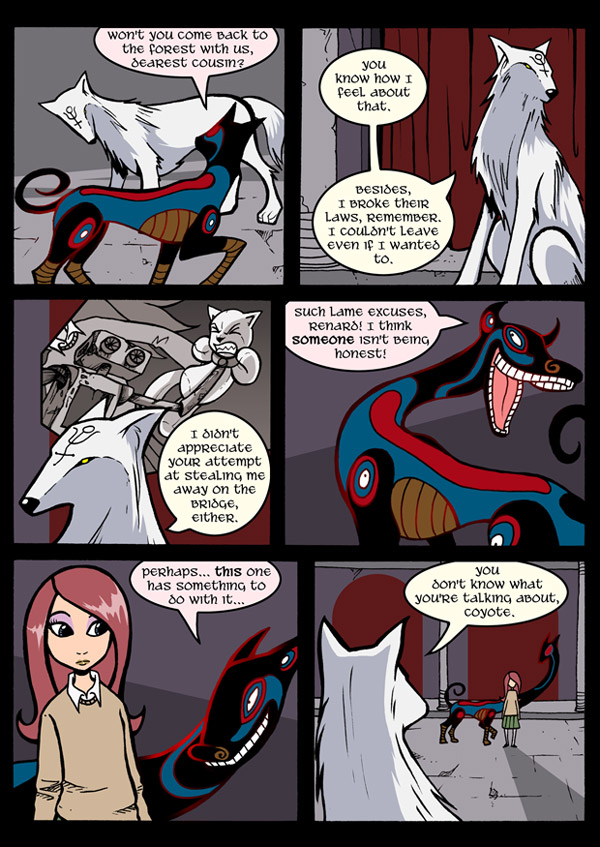 won't you come back to
the forest with us,
dearest cousin?
you
know how I
feel about
that.
Besides,
I broke their
laws, remember.
I couldn't leave
even if I wanted
to.
I didn't
appreciate
your attempt
at stealing me
away on the
bridge,
either.
such lame excuses,
Renard! I think
someone isn't being
honest!
perhaps... this one
has something to
do with it...
you
don't know what
you're talking about,
Coyote.